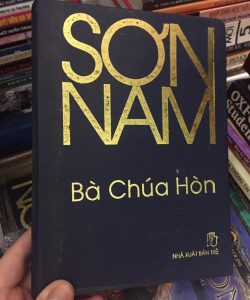 SƠN
NAM
Bà Chúa Hòn
NHÀ XUẤT BẢN TRẺ